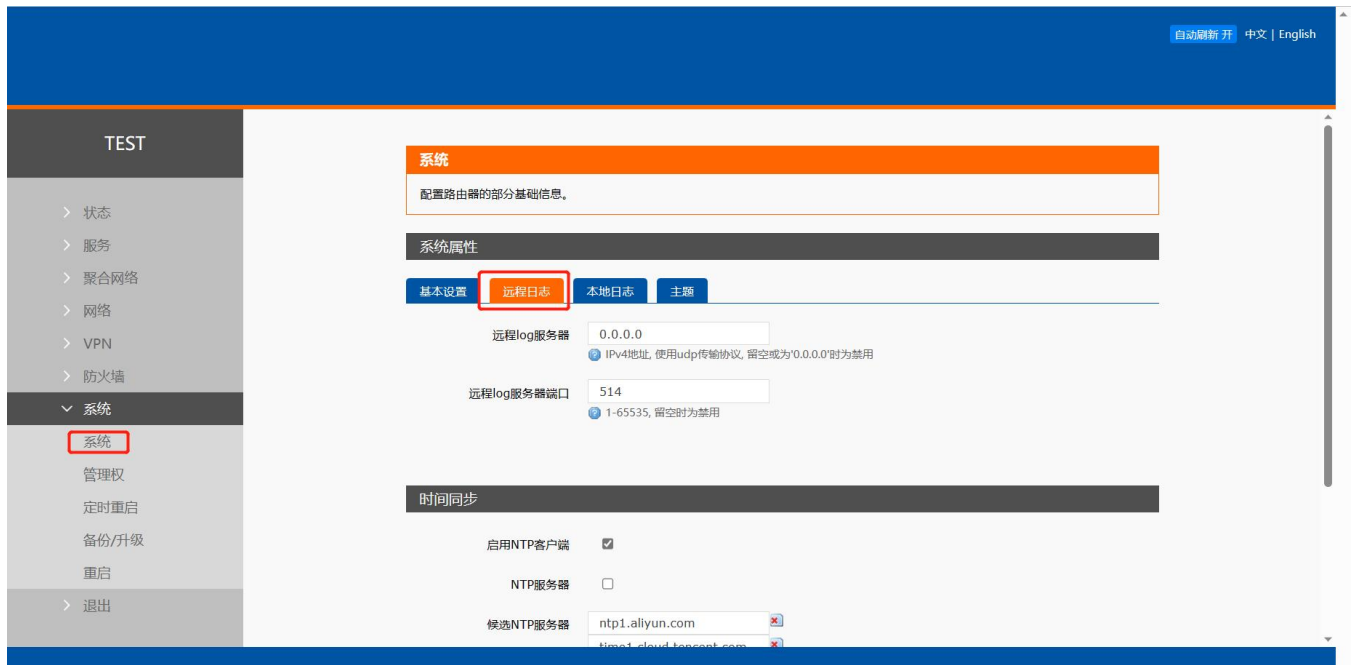 自动刷新 开 中文 | English
TEST
状态
服务
聚合网络
网络
VPN
防火墙
系统
系统
管理权
定时重启
备份/升级
重启
退出
系统
配置路由器的部分基础信息。
系统属性
基本设置 远程日志 本地日志 主题
远程log服务器 0.0.0.0
IPv4地址, 使用udp传输协议, 留空或为'0.0.0.0'时为禁用
远程log服务器端口 514
1-65535, 留空时为禁用
时间同步
启用NTP客户端
NTP服务器
候选NTP服务器 ntp1.aliyun.com
time1.cloud.tencent.com